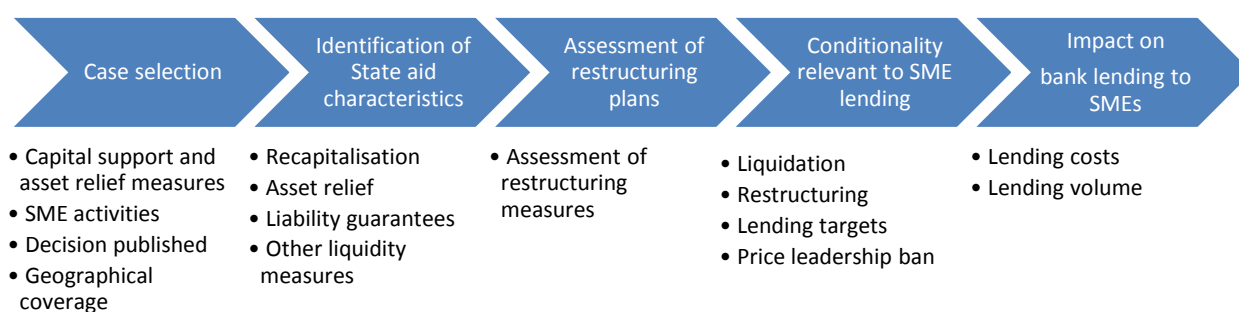 Case selection
Identification of
State aid
characteristics
Assessment of
restructuring
plans
Conditionality
relevant to SME
lending
Impact on
bank lending to
SMEs
• Capital support and
asset relief measures
• SME activities
• Decision published
• Geographical
coverage
• Recapitalisation
• Asset relief
• Liability guarantees
• Other liquidity
measures
• Assessment of
restructuring
measures
• Liquidation
• Restructuring
• Lending targets
• Price leadership ban
• Lending costs
• Lending volume